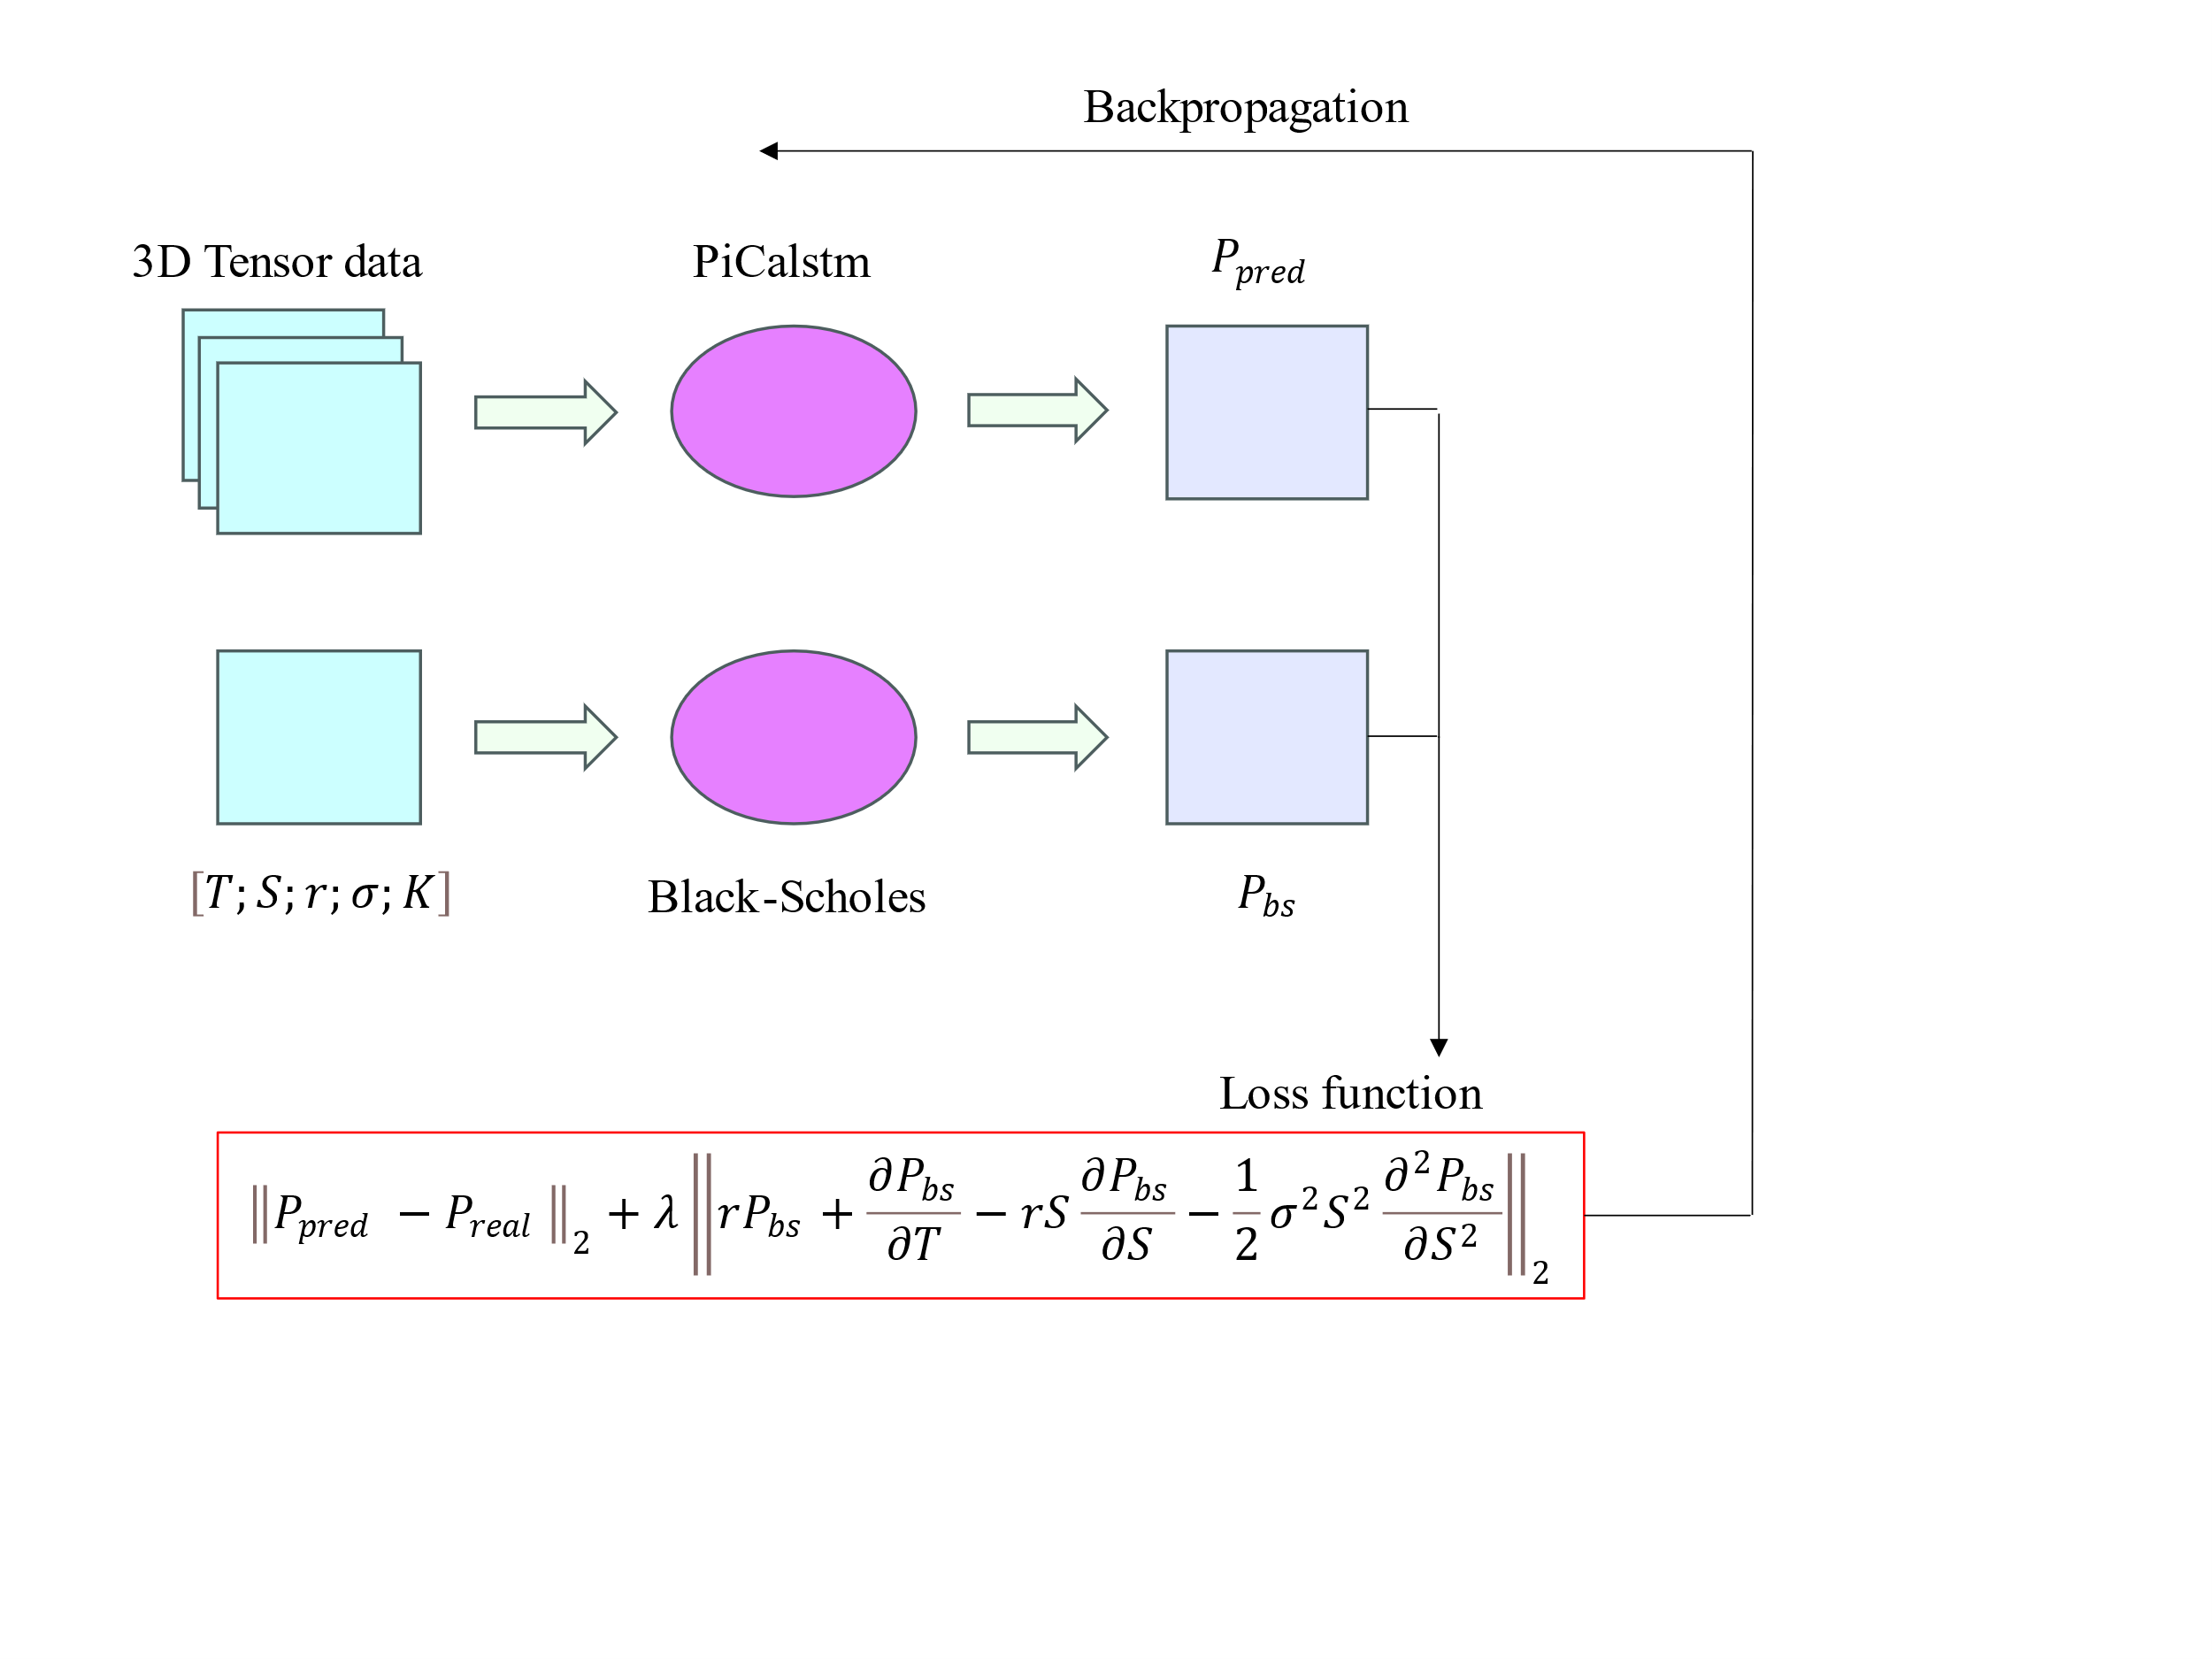 Backpropagation
3D Tensor data
PiCalstm
P_pred
[T; S; r; σ; K]
Black-Scholes
P_bs
Loss function
‖P_pred − P_real‖₂ + λ‖rP_bs + ∂P_bs/∂T − rS ∂P_bs/∂S − 1/2 σ²S² ∂²P_bs/∂S²‖₂